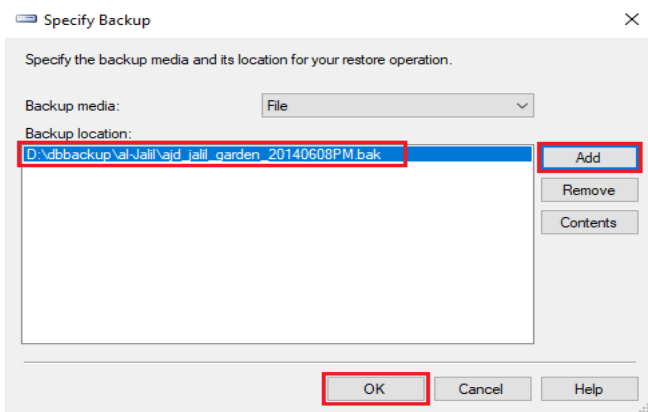 Specify Backup
Specify the backup media and its location for your restore operation.
Backup media: File
Backup location:
D:\dbbackup\al-Jalil\ajd_jalil_garden_20140608PM.bak
Add
Remove
Contents
OK Cancel Help